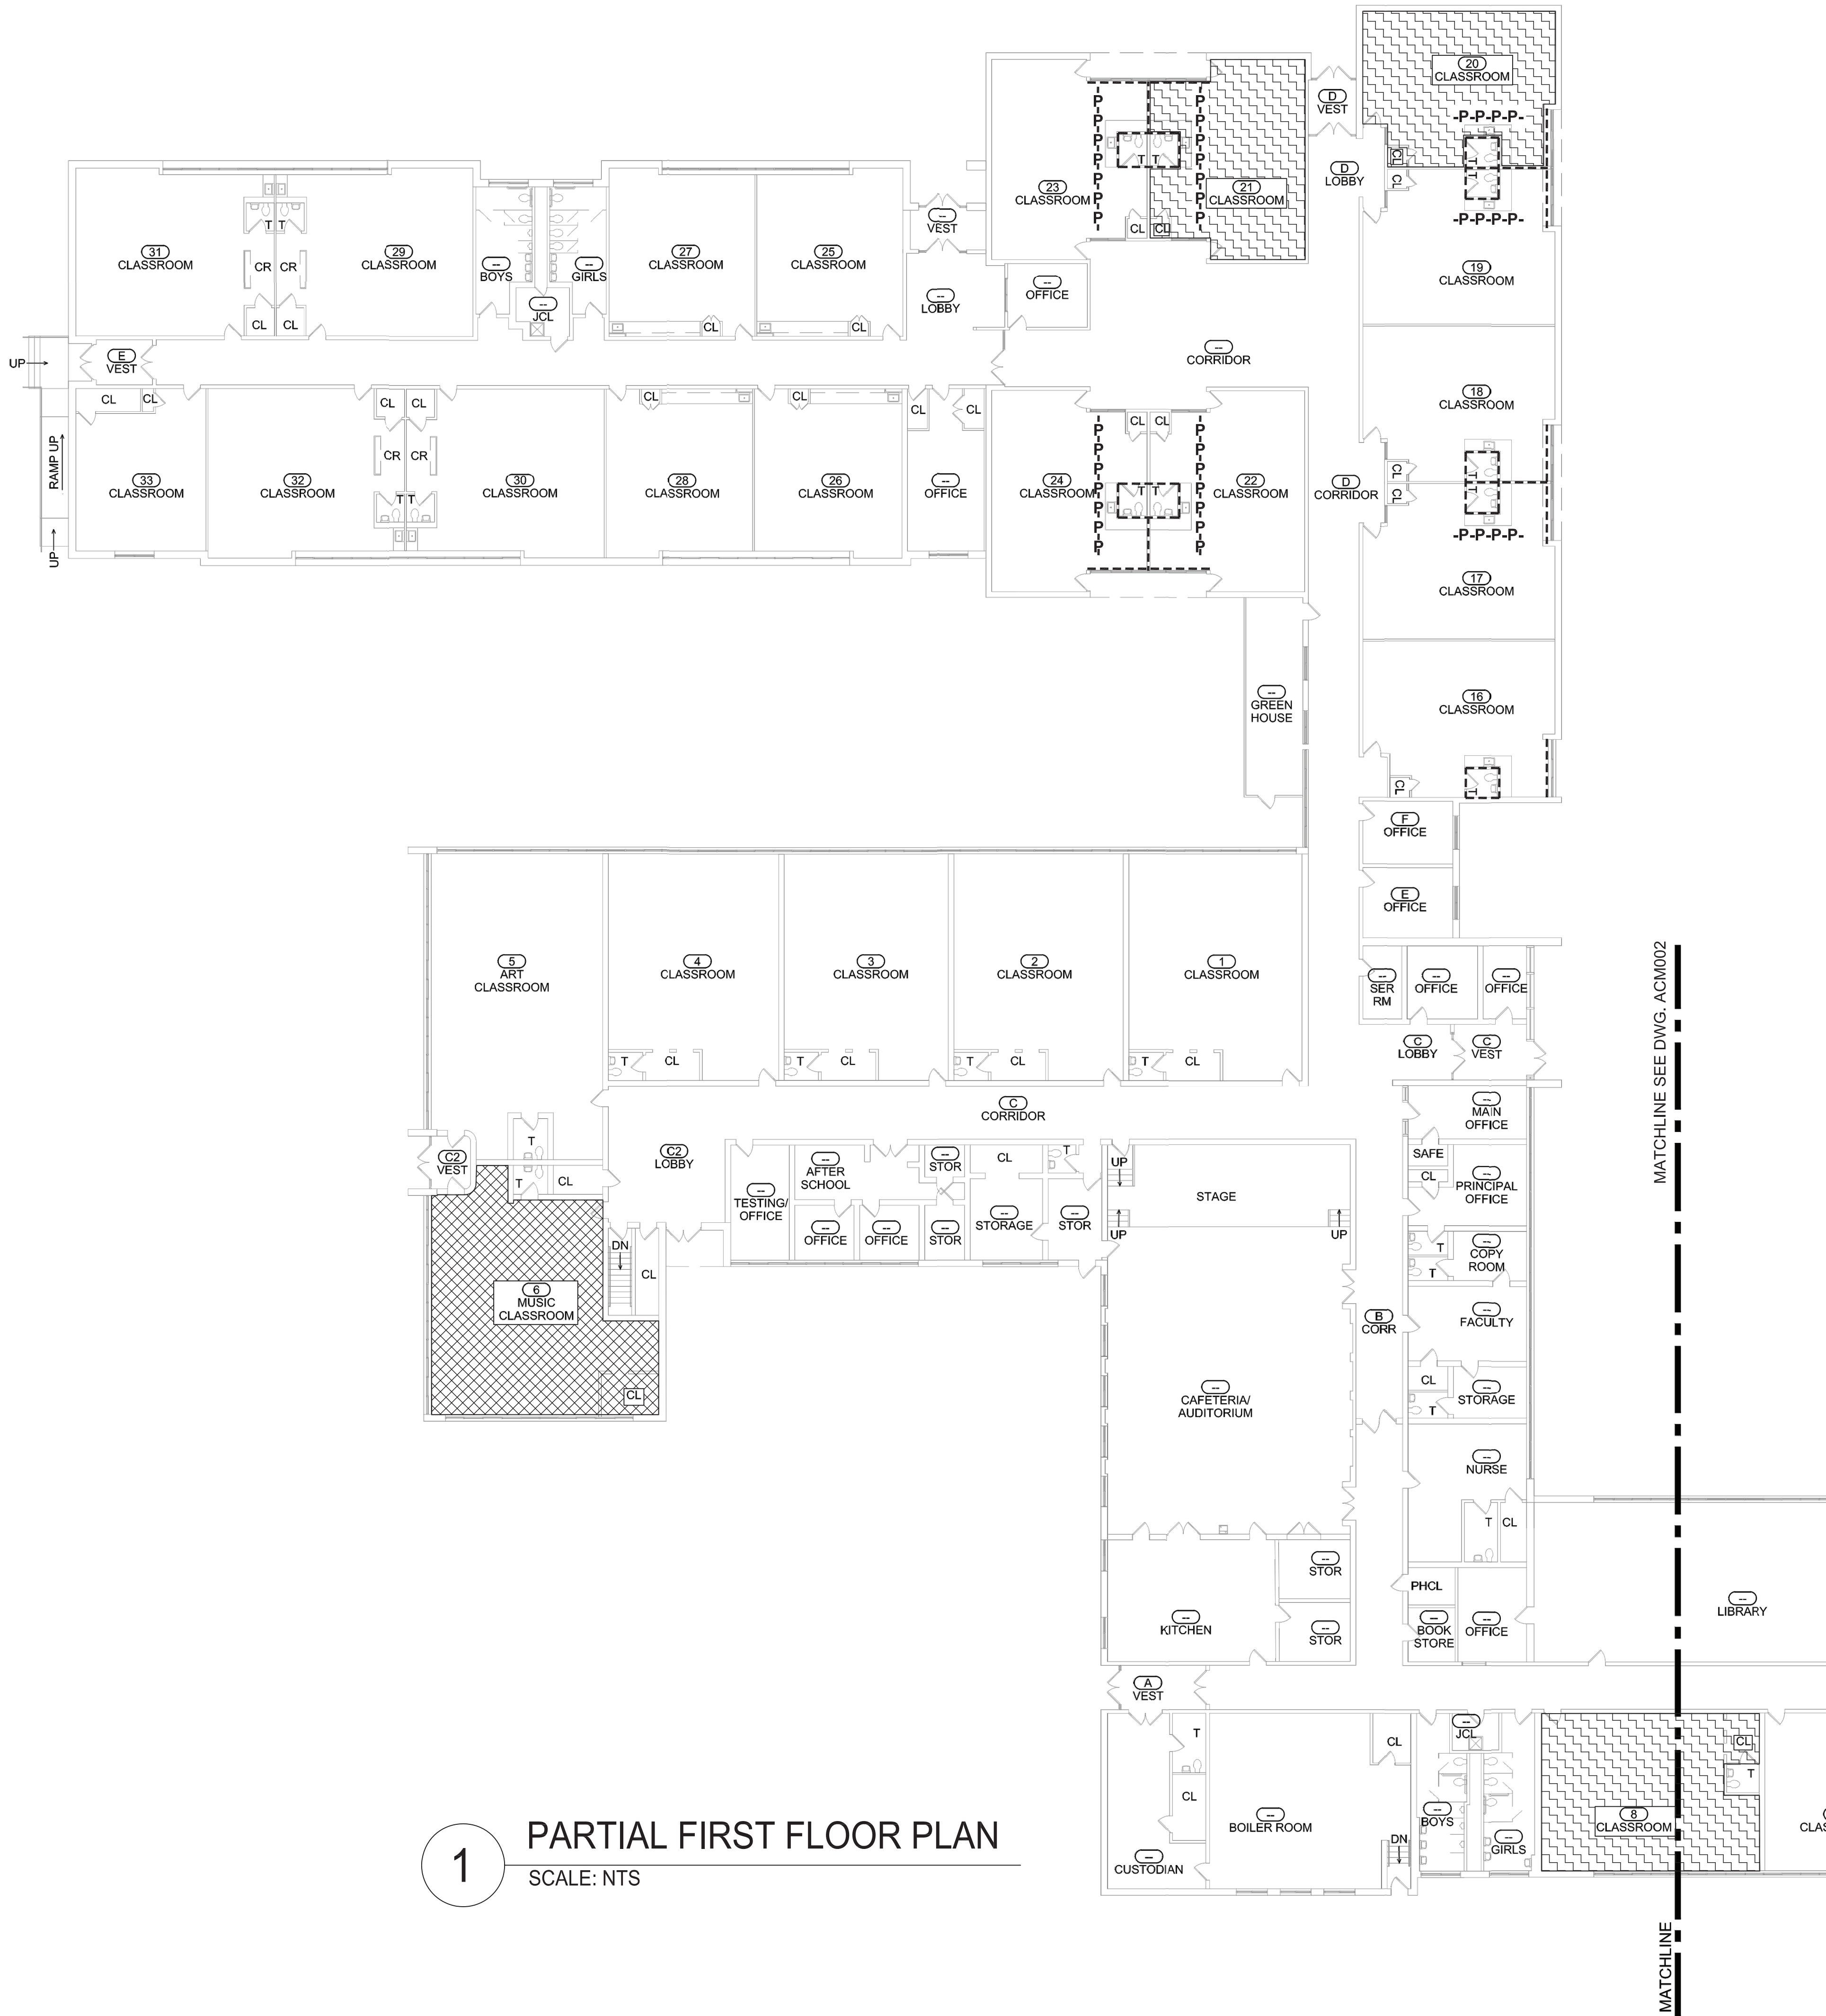 20
CLASSROOM
D
VEST
-P-P-P-P-
P
P
P
P
P
P
P
P
P
P
P
P
P
P
T
T
T
CL
CL
D
LOBBY
T
23
CLASSROOM
21
CLASSROOM
--
VEST
CL
CL
-P-P-P-P-
T
T
31
CLASSROOM
29
CLASSROOM
27
CLASSROOM
25
CLASSROOM
--
BOYS
--
GIRLS
CR
CR
19
CLASSROOM
--
LOBBY
--
OFFICE
--
JCL
CL
CL
CL
CL
UP
E
VEST
--
CORRIDOR
18
CLASSROOM
CL
CL
CL
CL
CL
CL
CL
CL
CL
CL
P
P
P
P
P
P
P
P
P
P
P
P
P
P
RAMP UP
CR
CR
T
CL
33
CLASSROOM
32
CLASSROOM
30
CLASSROOM
28
CLASSROOM
26
CLASSROOM
--
OFFICE
24
CLASSROOM
22
CLASSROOM
D
CORRIDOR
CL
T
T
T
T
T
-P-P-P-P-
UP
17
CLASSROOM
--
GREEN
HOUSE
16
CLASSROOM
CL
T
F
OFFICE
E
OFFICE
MATCHLINE SEE DWG. ACM002
5
ART
CLASSROOM
4
CLASSROOM
3
CLASSROOM
2
CLASSROOM
1
CLASSROOM
--
SER
RM
--
OFFICE
--
OFFICE
C
LOBBY
C
VEST
T
CL
T
CL
T
CL
T
CL
C
CORRIDOR
--
MAIN
OFFICE
T
C2
VEST
C2
LOBBY
--
AFTER
SCHOOL
--
STOR
CL
T
UP
SAFE
T
CL
CL
--
PRINCIPAL
OFFICE
--
TESTING/
OFFICE
STAGE
--
OFFICE
--
OFFICE
--
STOR
--
STORAGE
--
STOR
UP
UP
DN
CL
T
T
--
COPY
ROOM
6
MUSIC
CLASSROOM
B
CORR
--
FACULTY
CL
CL
T
--
STORAGE
--
CAFETERIA/
AUDITORIUM
--
NURSE
T
CL
--
STOR
PHCL
--
KITCHEN
--
STOR
--
BOOK
STORE
--
OFFICE
--
LIBRARY
A
VEST
T
CL
--
JCL
CL
CL
T
--
BOILER ROOM
--
BOYS
--
GIRLS
8
CLASSROOM
CLAS
DN
--
CUSTODIAN
1
PARTIAL FIRST FLOOR PLAN
SCALE: NTS
MATCHLINE